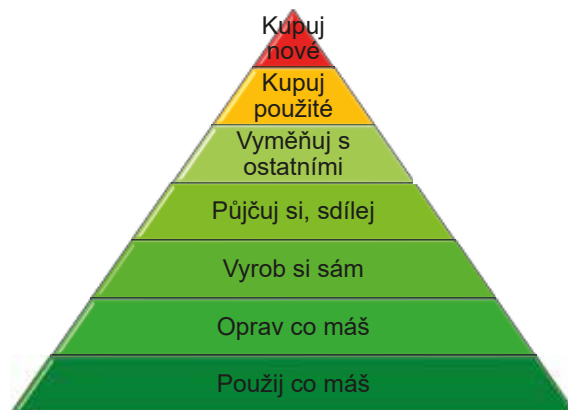 Kupuj
nové
Kupuj
použité
Vyměňuj s
ostatními
Půjčuj si, sdílej
Vyrob si sám
Oprav co máš
Použij co máš